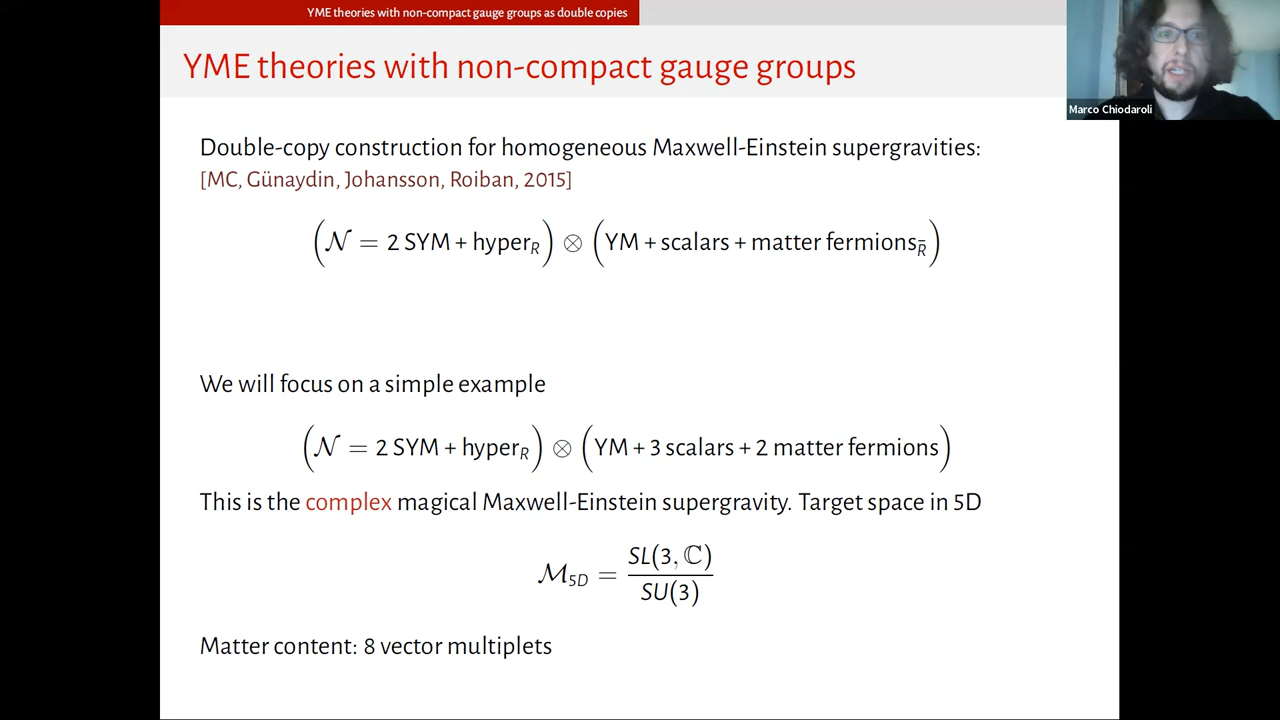 YME theories with non-compact gauge groups as double copies
YME theories with non-compact gauge groups
Marco Chiodaroli
Double-copy construction for homogeneous Maxwell-Einstein supergravities:
[MC, Günaydin, Johansson, Roiban, 2015]
(𝒩 = 2 SYM + hyper_R) ⊗ (YM + scalars + matter fermions_R̄)
We will focus on a simple example
(𝒩 = 2 SYM + hyper_R) ⊗ (YM + 3 scalars + 2 matter fermions)
This is the complex magical Maxwell-Einstein supergravity. Target space in 5D
ℳ_5D = SL(3, ℂ) / SU(3)
Matter content: 8 vector multiplets